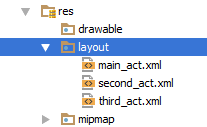 res
drawable
layout
main_act.xml
second_act.xml
third_act.xml
mipmap